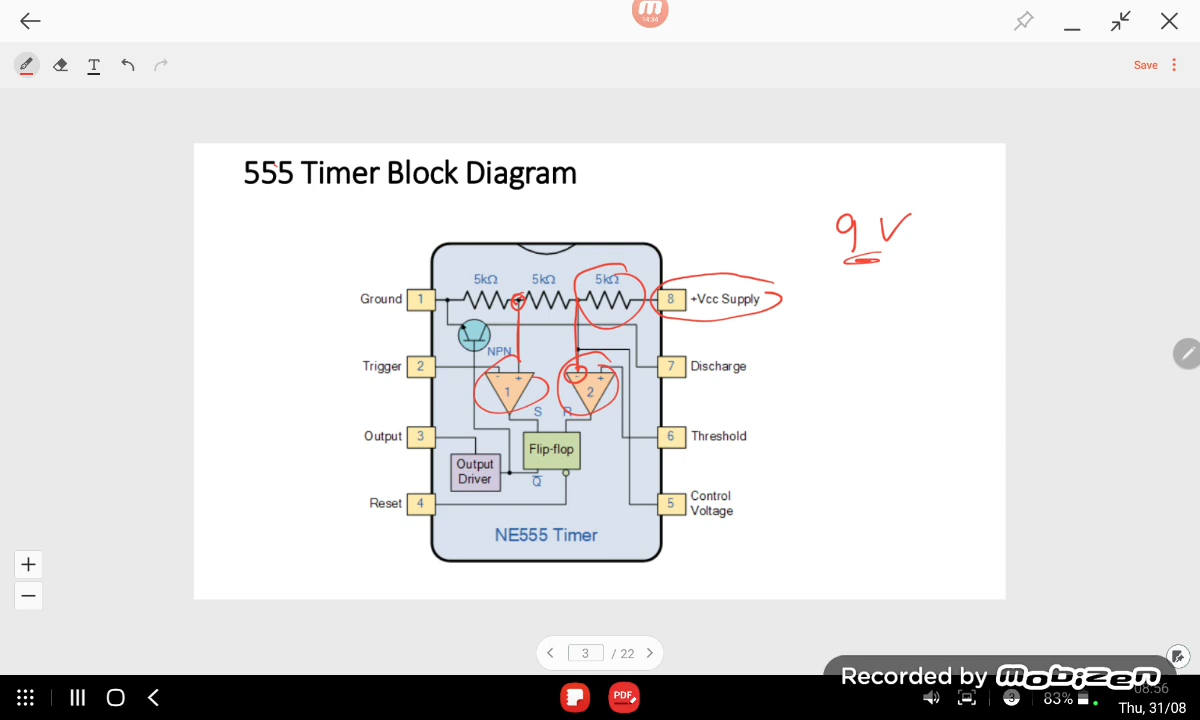 14:34
T
Save
555 Timer Block Diagram
9 V
5kΩ 5kΩ 5kΩ
Ground 1
8 +Vcc Supply
NPN
Trigger 2
7 Discharge
- + - +
1 2
S R
Output 3
6 Threshold
Flip-flop
Output
Driver
Q̅
Reset 4
5 Control
Voltage
NE555 Timer
3 / 22
Recorded by mobizen
PDF
3
83%
08:56
Thu, 31/08